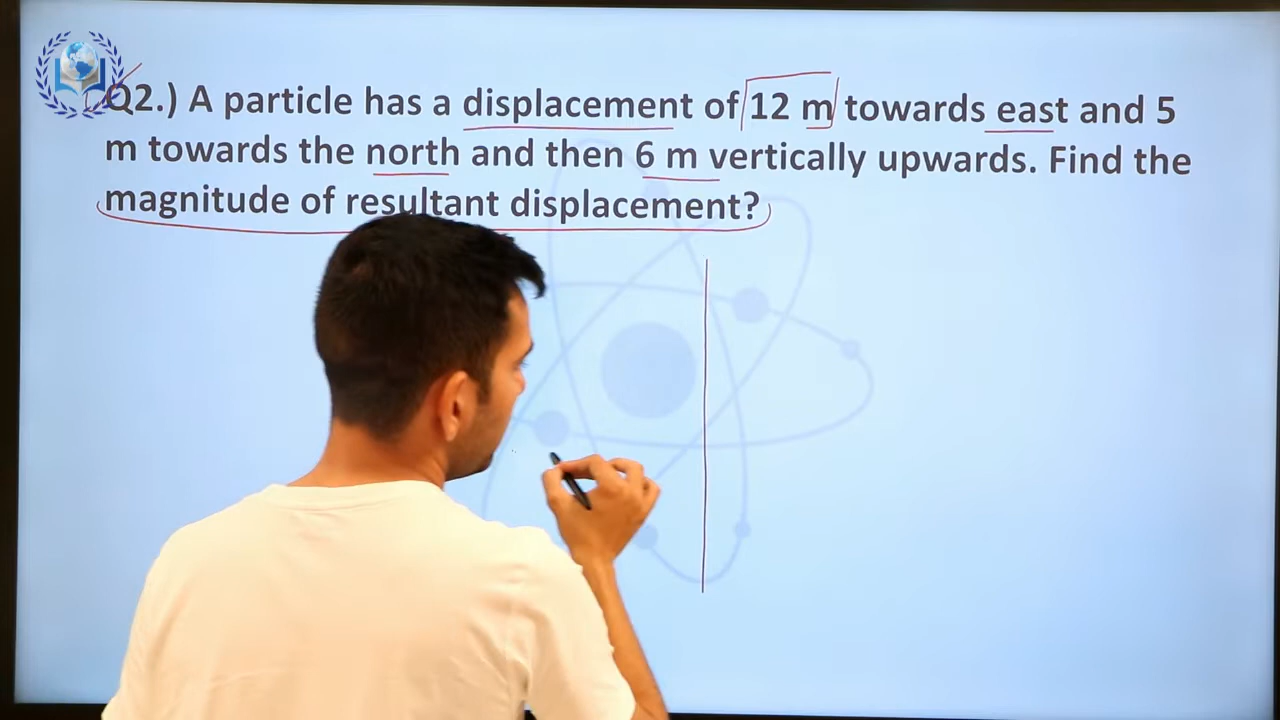 Q2.) A particle has a displacement of 12 m towards east and 5
m towards the north and then 6 m vertically upwards. Find the
magnitude of resultant displacement?